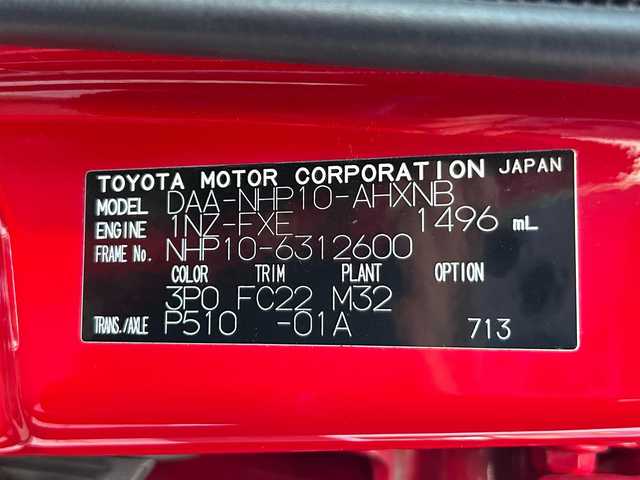 TOYOTA MOTOR CORPORATION JAPAN
MODEL DAA-NHP10-AHXNB
ENGINE 1NZ-FXE 1496 mL
FRAME No. NHP10-6312600
COLOR TRIM PLANT OPTION
3P0 FC22 M32
TRANS./AXLE P510 -01A 713